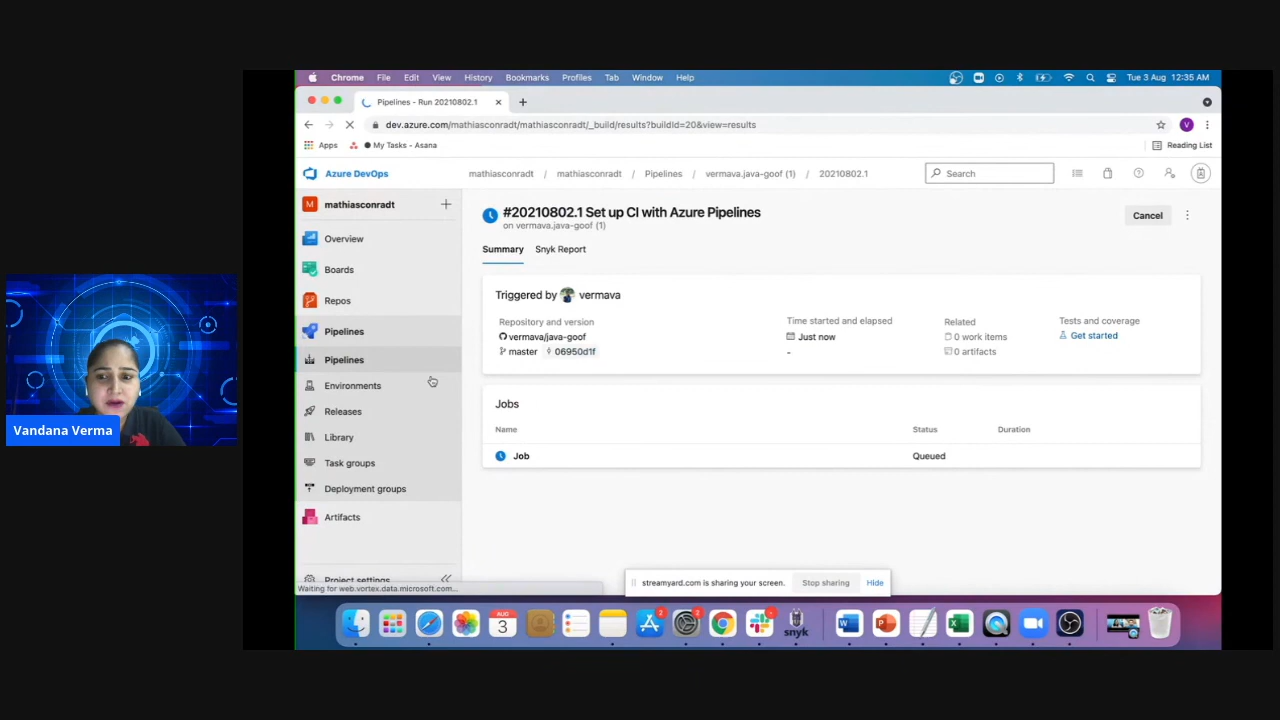 Chrome File Edit View History Bookmarks Profiles Tab Window Help Tue 3 Aug 12:35 AM
Pipelines - Run 20210802.1
dev.azure.com/mathiasconradt/mathiasconradt/_build/results?buildId=20&view=results V
Apps My Tasks - Asana Reading List
Azure DevOps mathiasconradt / mathiasconradt / Pipelines / vermava.java-goof (1) / 20210802.1 Search
M mathiasconradt
Overview
Boards
Repos
Pipelines
Pipelines
Environments
Releases
Library
Task groups
Deployment groups
Artifacts
Project settings
Waiting for web.vortex.data.microsoft.com...
#20210802.1 Set up CI with Azure Pipelines
on vermava.java-goof (1)
Cancel
Summary Snyk Report
Triggered by vermava
Repository and version Time started and elapsed Related Tests and coverage
vermava/java-goof Just now 0 work items Get started
master 06950d1f - 0 artifacts
Jobs
Name Status Duration
Job Queued
streamyard.com is sharing your screen. Stop sharing Hide
AUG
3
2
2
snyk
Vandana Verma